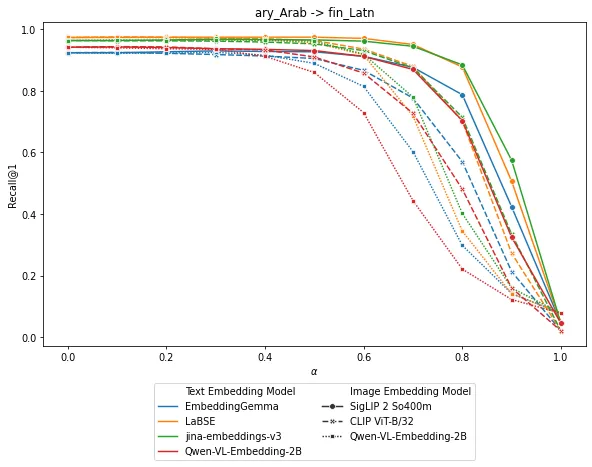 ary_Arab -> fin_Latn
1.0
0.8
0.6
0.4
0.2
0.0
Recall@1
0.0 0.2 0.4 0.6 0.8 1.0
α
Text Embedding Model Image Embedding Model
EmbeddingGemma SigLIP 2 So400m
LaBSE CLIP ViT-B/32
jina-embeddings-v3 Qwen-VL-Embedding-2B
Qwen-VL-Embedding-2B